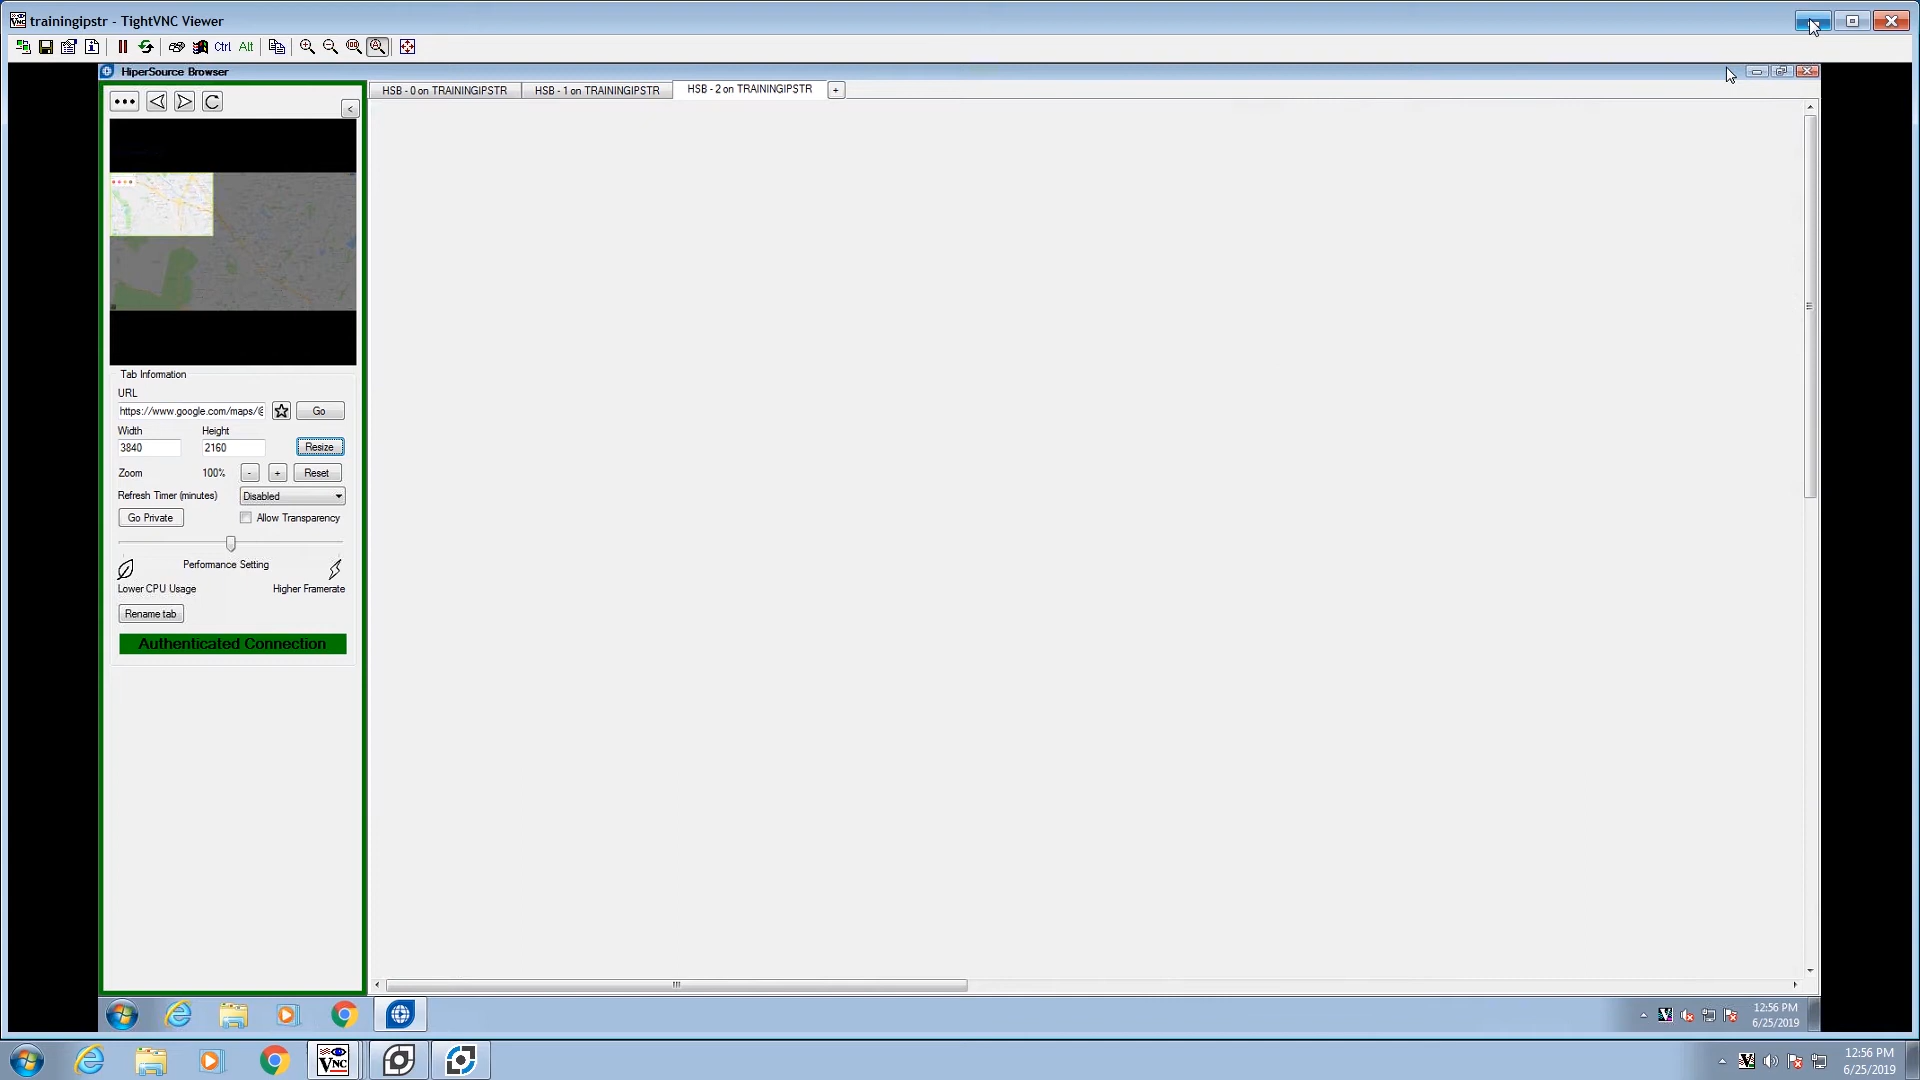 trainingipstr - TightVNC Viewer
Ctrl Alt
HiperSource Browser
HSB - 0 on TRAININGIPSTR
HSB - 1 on TRAININGIPSTR
HSB - 2 on TRAININGIPSTR
+
<
Tab Information
URL
https://www.google.com/maps/@
Go
Width
Height
3840
2160
Resize
Zoom
100%
-
+
Reset
Refresh Timer (minutes)
Disabled
Go Private
Allow Transparency
Performance Setting
Lower CPU Usage
Higher Framerate
Rename tab
Authenticated Connection
12:56 PM
6/25/2019
VNC
12:56 PM
6/25/2019